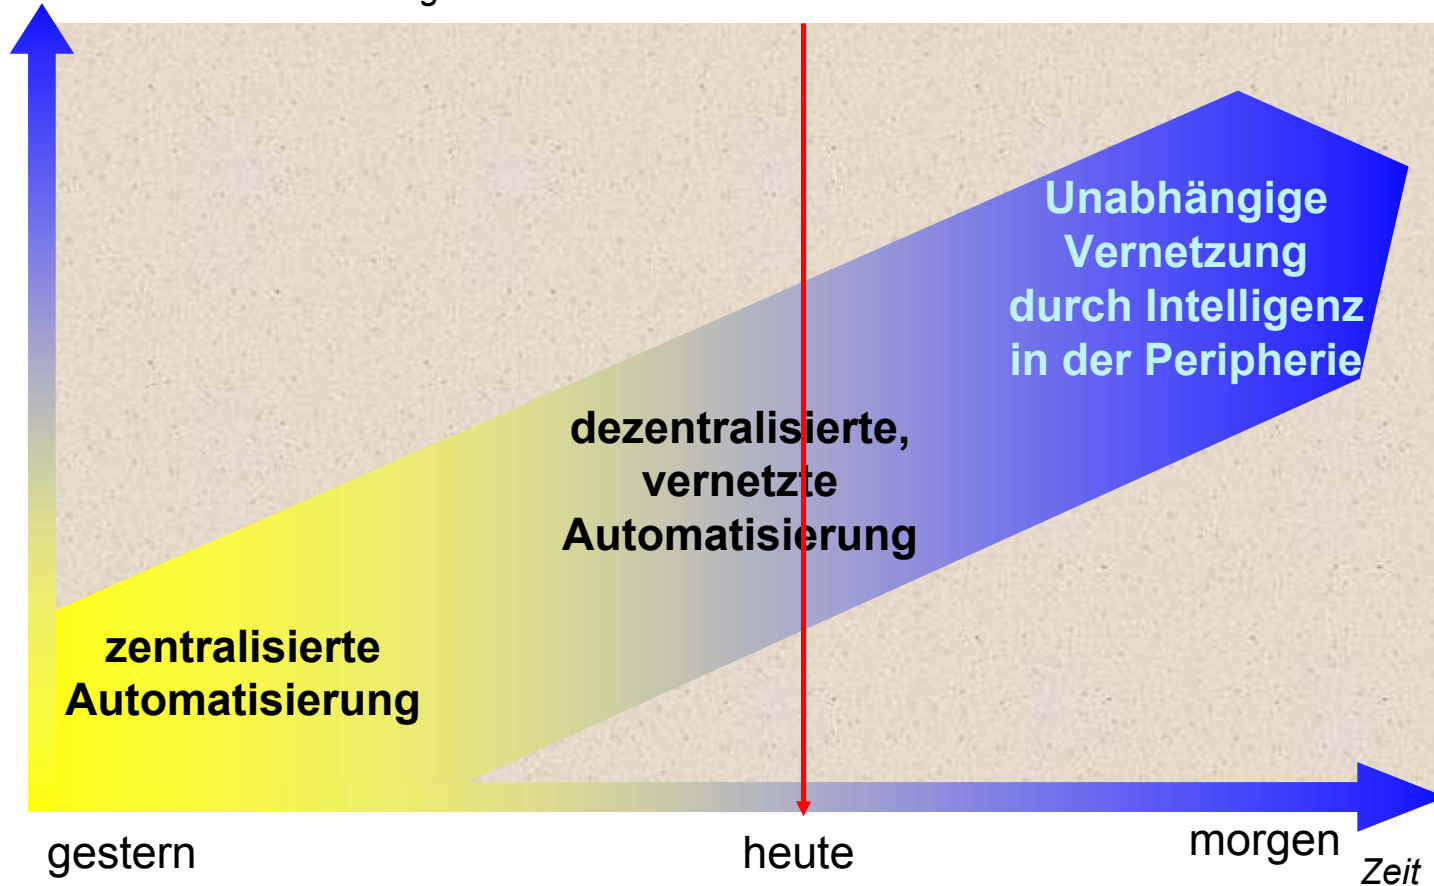 Unabhängige
Vernetzung
durch Intelligenz
in der Peripherie
dezentralisierte,
vernetzte
Automatisierung
zentralisierte
Automatisierung
gestern
heute
morgen
Zeit